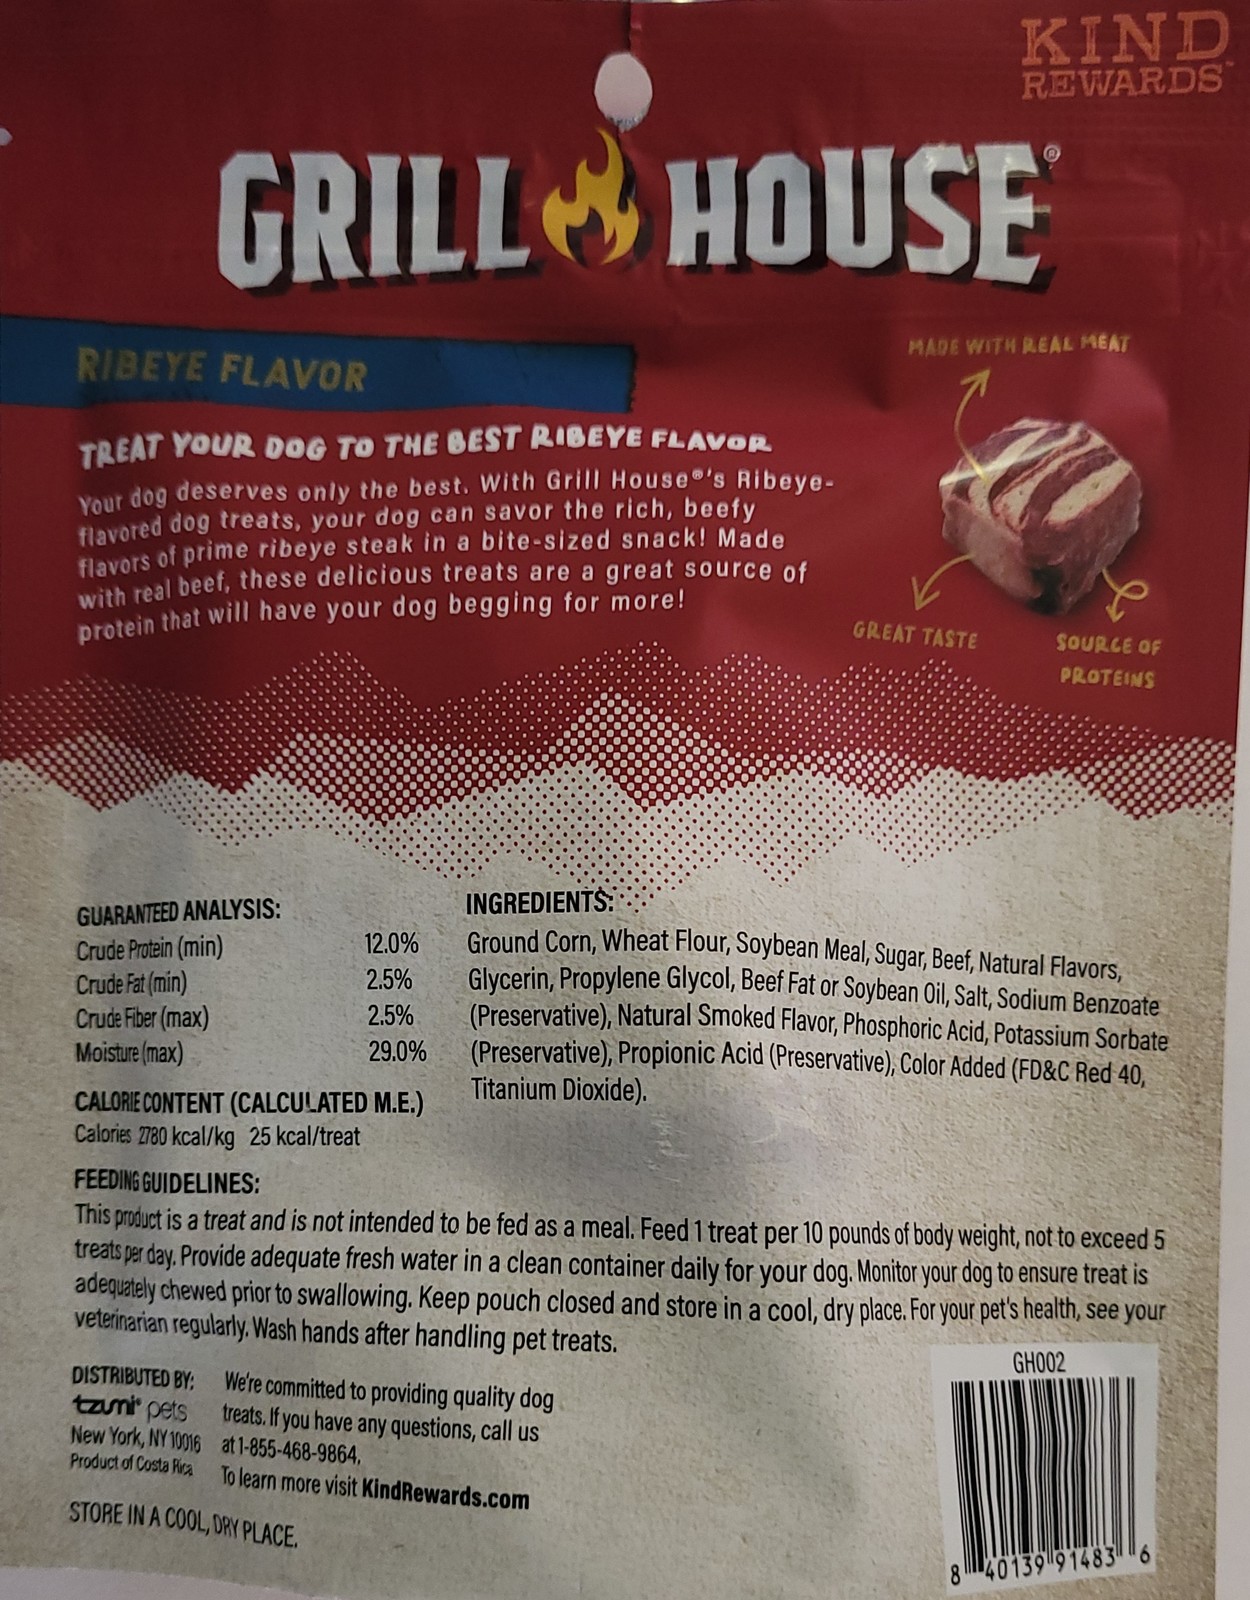 KIND
REWARDS™
GRILL HOUSE®
RIBEYE FLAVOR
TREAT YOUR DOG TO THE BEST RIBEYE FLAVOR
Your dog deserves only the best. With Grill House®'s Ribeye-
flavored dog treats, your dog can savor the rich, beefy
flavors of prime ribeye steak in a bite-sized snack! Made
with real beef, these delicious treats are a great source of
protein that will have your dog begging for more!
MADE WITH REAL MEAT
GREAT TASTE
SOURCE OF
PROTEINS
GUARANTEED ANALYSIS:
Crude Protein (min) 12.0%
Crude Fat (min) 2.5%
Crude Fiber (max) 2.5%
Moisture (max) 29.0%
CALORIE CONTENT (CALCULATED M.E.)
Calories 2780 kcal/kg 25 kcal/treat
INGREDIENTS:
Ground Corn, Wheat Flour, Soybean Meal, Sugar, Beef, Natural Flavors,
Glycerin, Propylene Glycol, Beef Fat or Soybean Oil, Salt, Sodium Benzoate
(Preservative), Natural Smoked Flavor, Phosphoric Acid, Potassium Sorbate
(Preservative), Propionic Acid (Preservative), Color Added (FD&C Red 40,
Titanium Dioxide).
FEEDING GUIDELINES:
This product is a treat and is not intended to be fed as a meal. Feed 1 treat per 10 pounds of body weight, not to exceed 5
treats per day. Provide adequate fresh water in a clean container daily for your dog. Monitor your dog to ensure treat is
adequately chewed prior to swallowing. Keep pouch closed and store in a cool, dry place. For your pet's health, see your
veterinarian regularly. Wash hands after handling pet treats.
DISTRIBUTED BY:
tzumi® pets
New York, NY 10016
Product of Costa Rica
We're committed to providing quality dog
treats. If you have any questions, call us
at 1-855-468-9864,
To learn more visit KindRewards.com
STORE IN A COOL, DRY PLACE.
GH002
8 40139 91483 6